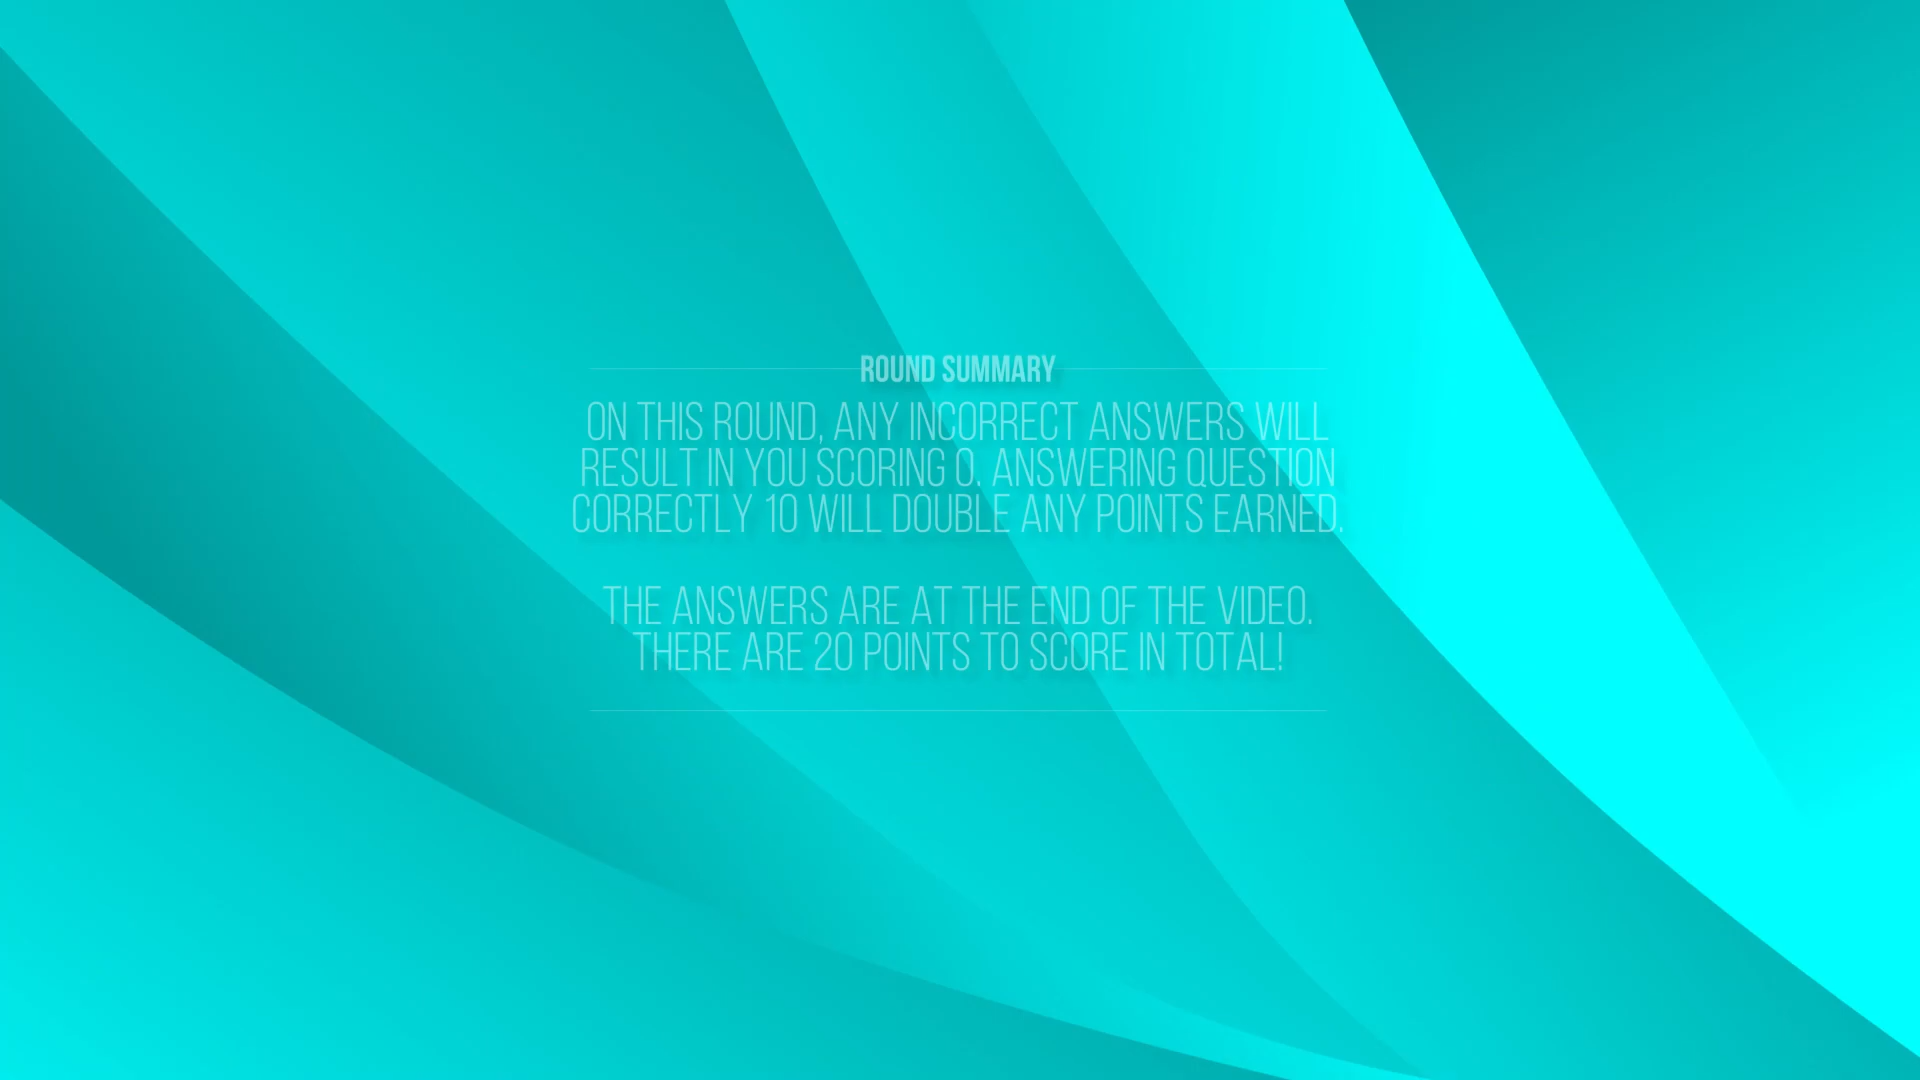 ROUND SUMMARY
ON THIS ROUND, ANY INCORRECT ANSWERS WILL
RESULT IN YOU SCORING 0. ANSWERING QUESTION
CORRECTLY 10 WILL DOUBLE ANY POINTS EARNED.
THE ANSWERS ARE AT THE END OF THE VIDEO.
THERE ARE 20 POINTS TO SCORE IN TOTAL!